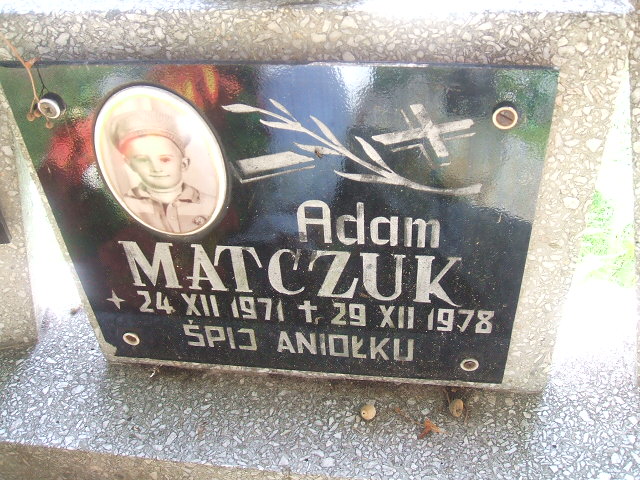 Adam
MATCZUK
✶ 24 XII 1971 ✝ 29 XII 1978
ŚPIJ ANIOŁKU